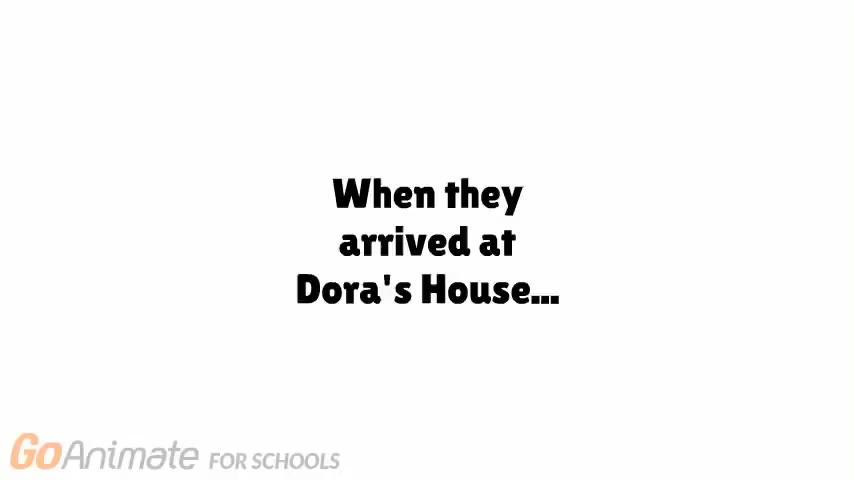 When they
arrived at
Dora's House...
GoAnimate FOR SCHOOLS